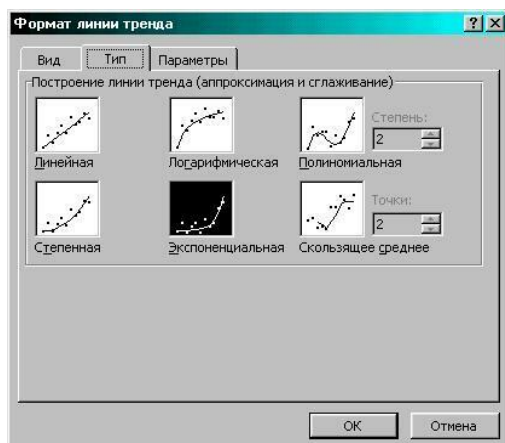 Формат линии тренда
Вид Тип Параметры
Построение линии тренда (аппроксимация и сглаживание)
Степень:
2
Линейная Логарифмическая Полиномиальная
Точки:
2
Степенная Экспоненциальная Скользящее среднее
OK Отмена